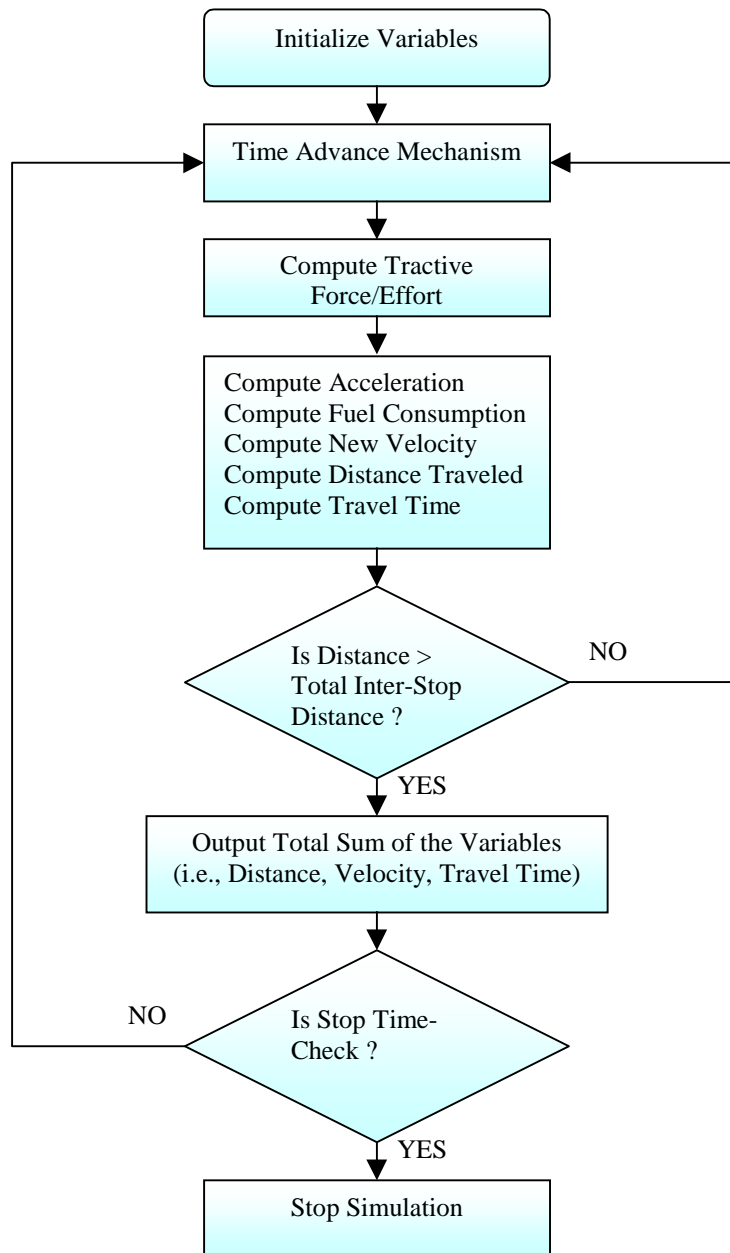 Initialize Variables
Time Advance Mechanism
Compute Tractive
Force/Effort
Compute Acceleration
Compute Fuel Consumption
Compute New Velocity
Compute Distance Traveled
Compute Travel Time
Is Distance >
Total Inter-Stop
Distance ?
NO
YES
Output Total Sum of the Variables
(i.e., Distance, Velocity, Travel Time)
NO
Is Stop Time-
Check ?
YES
Stop Simulation